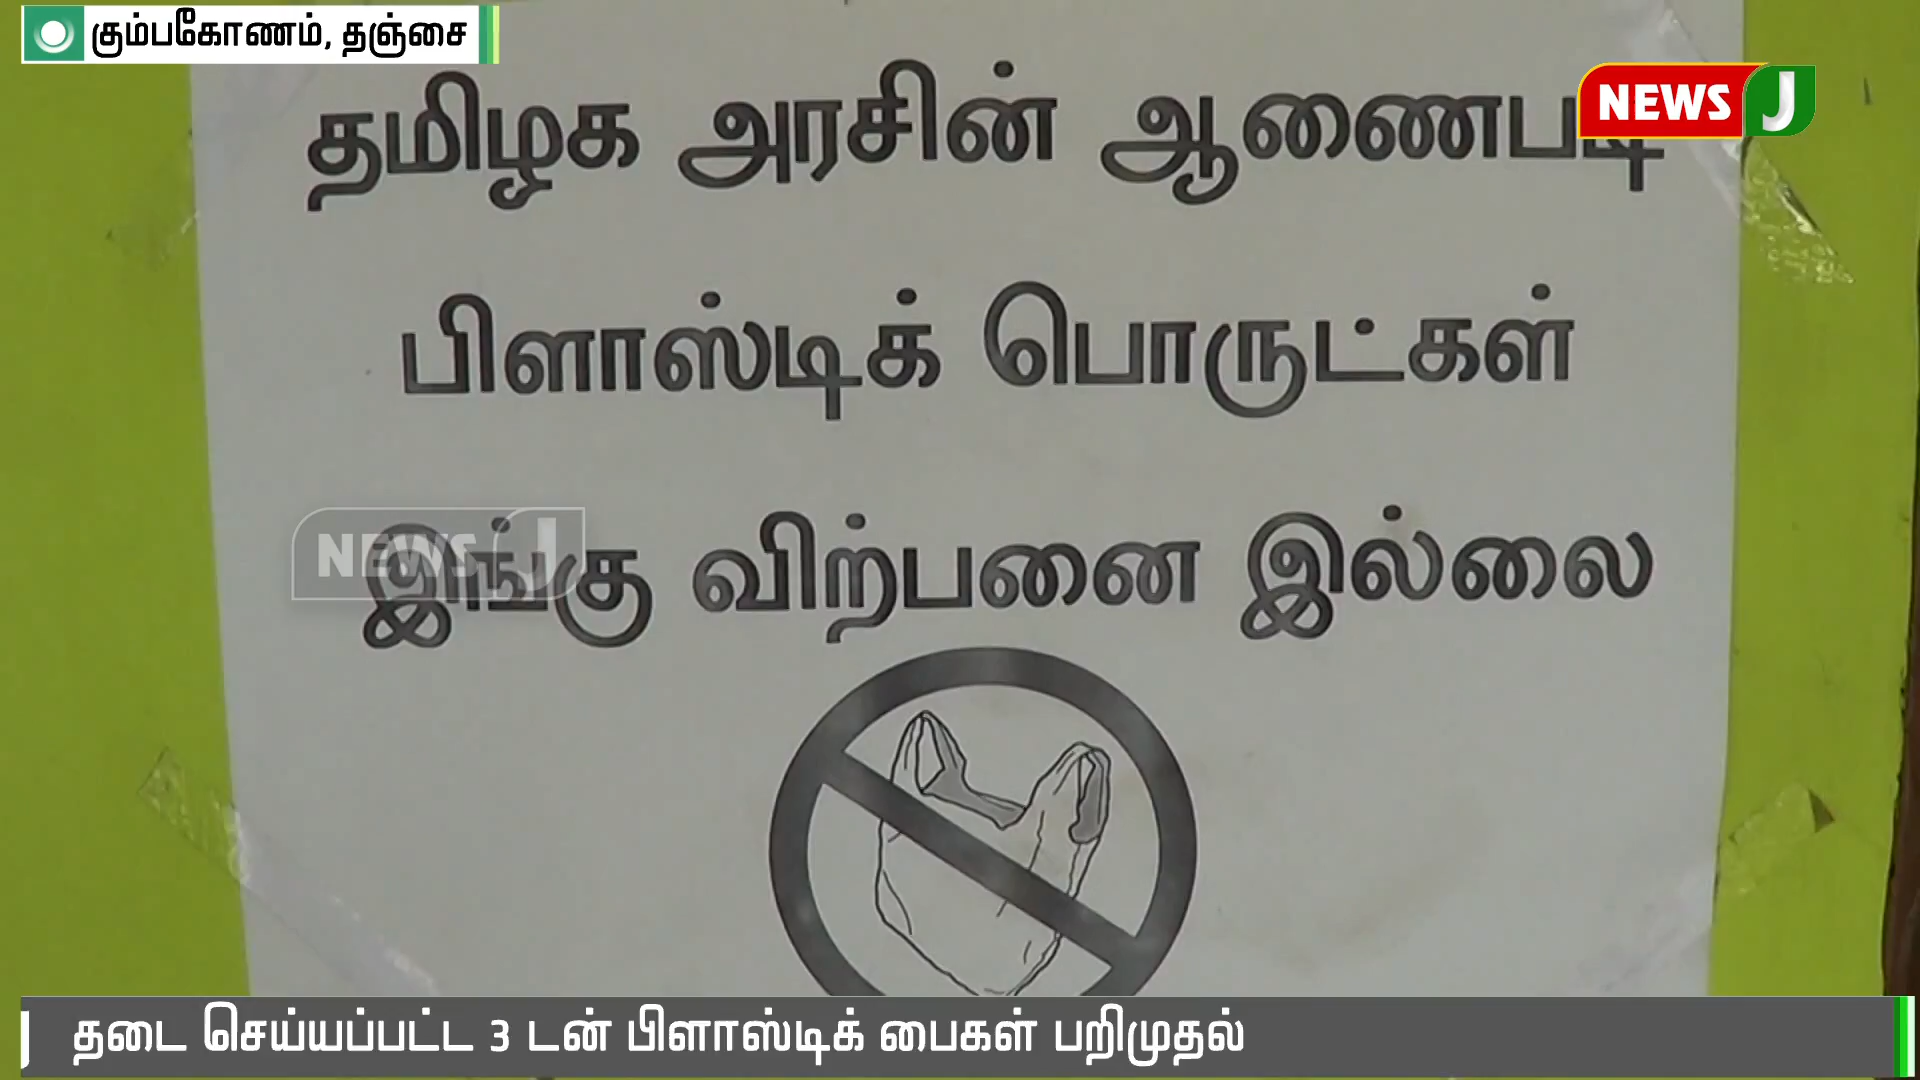 கும்பகோணம், தஞ்சை
NEWS J
தமிழக அரசின் ஆணைபடி
பிளாஸ்டிக் பொருட்கள்
இங்கு விற்பனை இல்லை
NEWS J
தடை செய்யப்பட்ட 3 டன் பிளாஸ்டிக் பைகள் பறிமுதல்